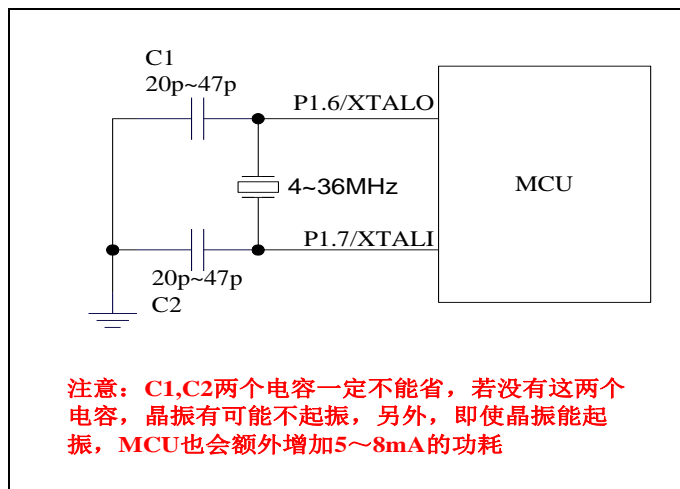 C1
20p~47p
P1.6/XTALO
4~36MHz
MCU
P1.7/XTALI
20p~47p
C2
注意：C1,C2两个电容一定不能省，若没有这两个
电容，晶振有可能不起振，另外，即使晶振能起
振，MCU也会额外增加5～8mA的功耗